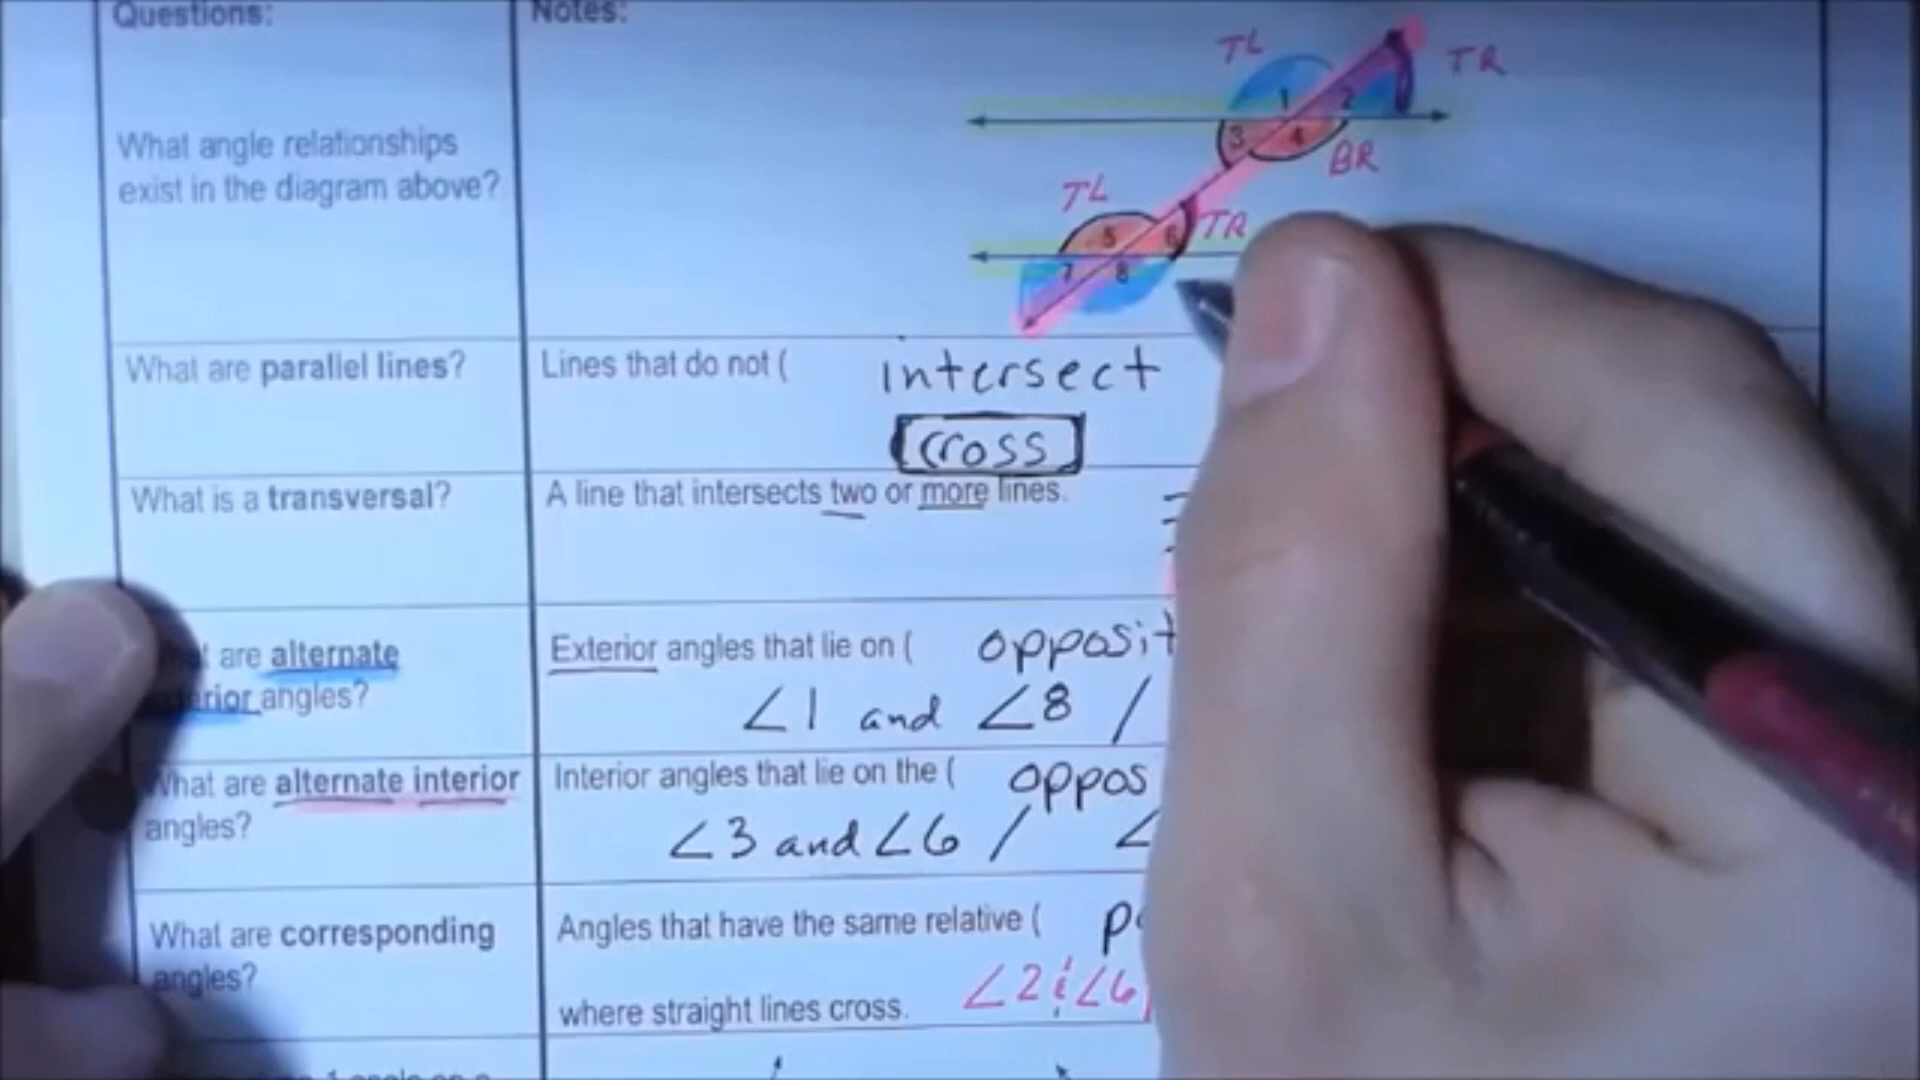 Questions:
Notes:
TL
TR
1
2
3
4
BR
What angle relationships
exist in the diagram above?
TL
TR
5
6
7
8
What are parallel lines?
Lines that do not (
intersect
cross
What is a transversal?
A line that intersects two or more lines.
are alternate
angles?
Exterior angles that lie on (
∠1 and ∠8 /
What are alternate interior
angles?
Interior angles that lie on the (
∠3 and ∠6 / ∠
What are corresponding
angles?
Angles that have the same relative (
where straight lines cross.
∠2 & ∠6